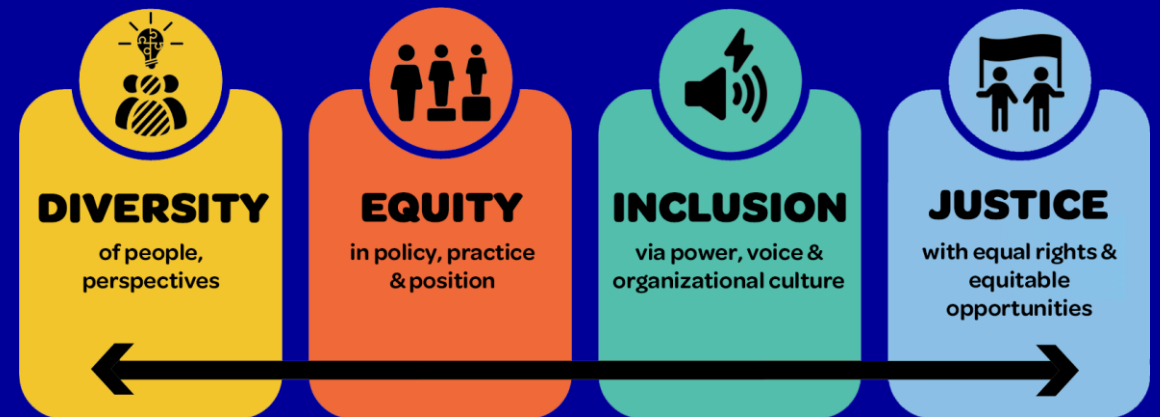 DIVERSITY
of people,
perspectives
EQUITY
in policy, practice
& position
INCLUSION
via power, voice &
organizational culture
JUSTICE
with equal rights &
equitable
opportunities